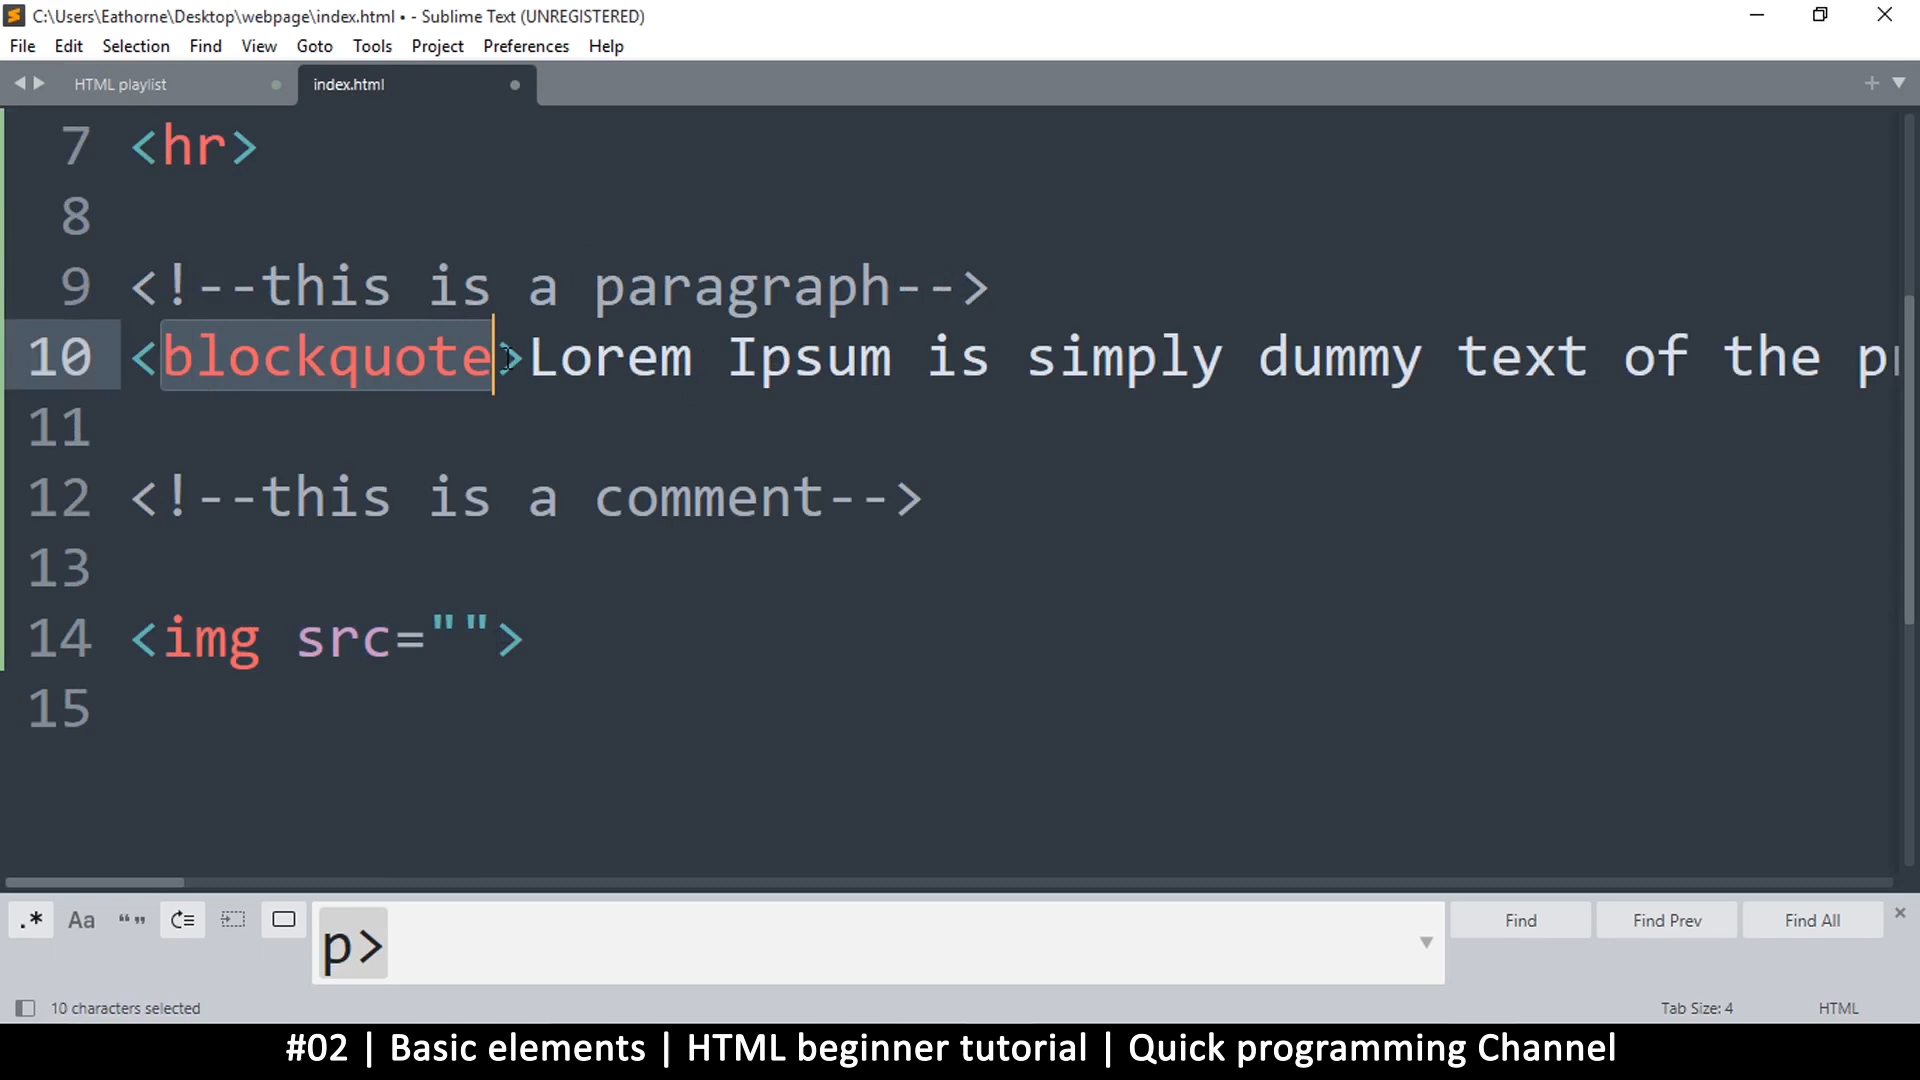 C:\Users\Eathorne\Desktop\webpage\index.html • - Sublime Text (UNREGISTERED)
File Edit Selection Find View Goto Tools Project Preferences Help
HTML playlist index.html
7 <hr>
8
9 <!--this is a paragraph-->
10 <blockquote>Lorem Ipsum is simply dummy text of the
11
12 <!--this is a comment-->
13
14 <img src="">
15
.* Aa “” p> Find Find Prev Find All
10 characters selected Tab Size: 4 HTML
#02 | Basic elements | HTML beginner tutorial | Quick programming Channel